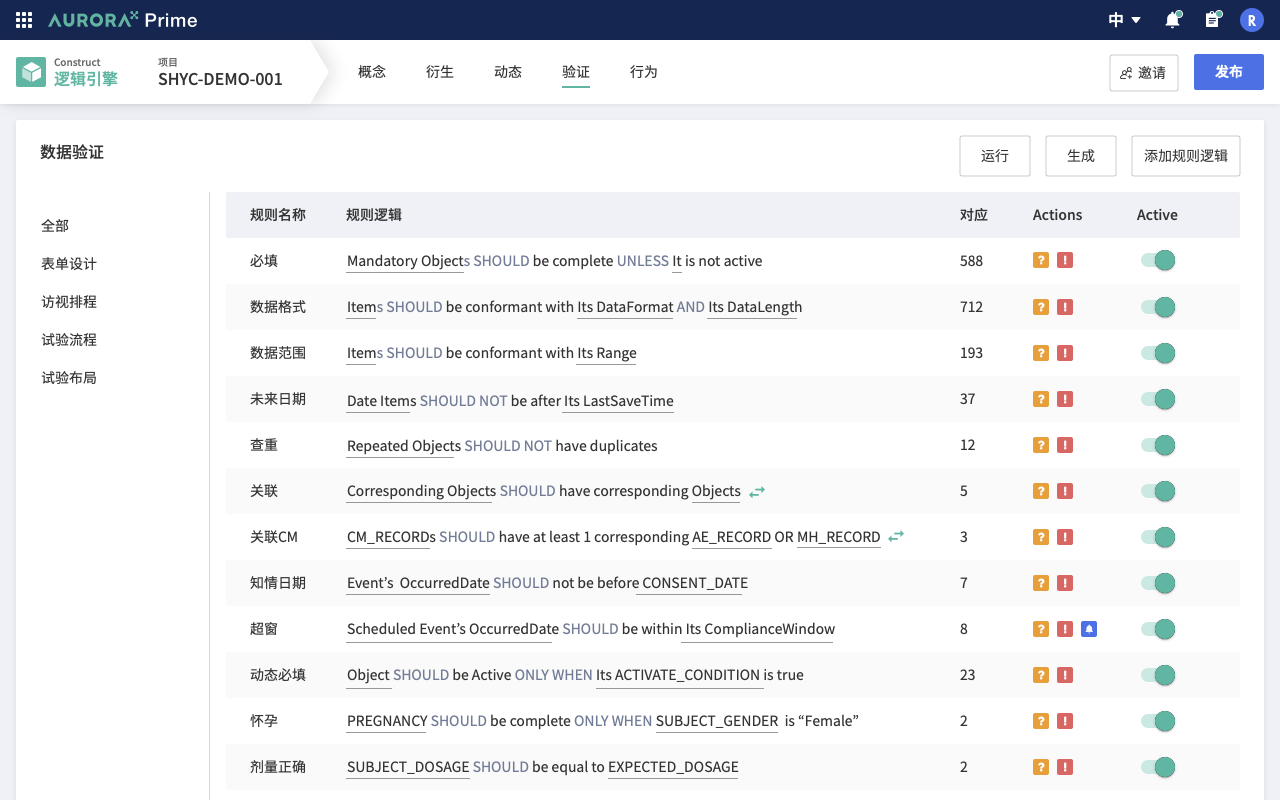 AURORA Prime
中
R
Construct
逻辑引擎
项目
SHYC-DEMO-001
概念 衍生 动态 验证 行为
邀请
发布
数据验证
运行 生成 添加规则逻辑
全部
表单设计
访视排程
试验流程
试验布局
规则名称 规则逻辑 对应 Actions Active
必填 Mandatory Objects SHOULD be complete UNLESS It is not active 588 ? !
数据格式 Items SHOULD be conformant with Its DataFormat AND Its DataLength 712 ? !
数据范围 Items SHOULD be conformant with Its Range 193 ? !
未来日期 Date Items SHOULD NOT be after Its LastSaveTime 37 ? !
查重 Repeated Objects SHOULD NOT have duplicates 12 ? !
关联 Corresponding Objects SHOULD have corresponding Objects 5 ? !
关联CM CM_RECORDs SHOULD have at least 1 corresponding AE_RECORD OR MH_RECORD 3 ? !
知情日期 Event’s OccurredDate SHOULD not be before CONSENT_DATE 7 ? !
超窗 Scheduled Event’s OccurredDate SHOULD be within Its ComplianceWindow 8 ? !
动态必填 Object SHOULD be Active ONLY WHEN Its ACTIVATE_CONDITION is true 23 ? !
怀孕 PREGNANCY SHOULD be complete ONLY WHEN SUBJECT_GENDER is “Female” 2 ? !
剂量正确 SUBJECT_DOSAGE SHOULD be equal to EXPECTED_DOSAGE 2 ? !